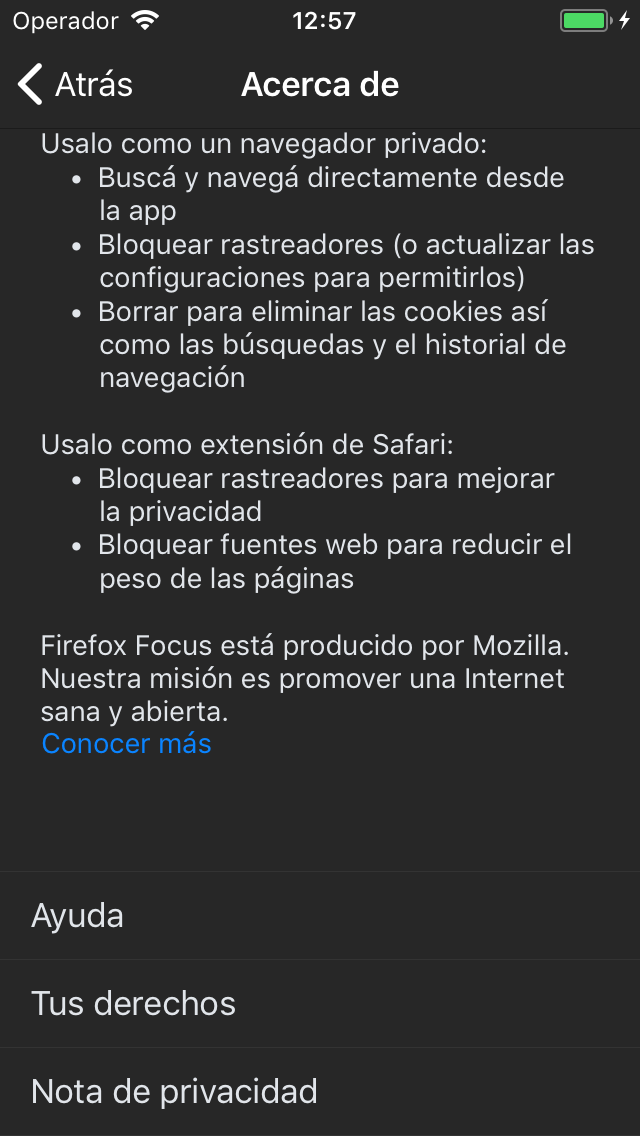 Operador 12:57
Atrás Acerca de
Usalo como un navegador privado:
• Buscá y navegá directamente desde
la app
• Bloquear rastreadores (o actualizar las
configuraciones para permitirlos)
• Borrar para eliminar las cookies así
como las búsquedas y el historial de
navegación
Usalo como extensión de Safari:
• Bloquear rastreadores para mejorar
la privacidad
• Bloquear fuentes web para reducir el
peso de las páginas
Firefox Focus está producido por Mozilla.
Nuestra misión es promover una Internet
sana y abierta.
Conocer más
Ayuda
Tus derechos
Nota de privacidad